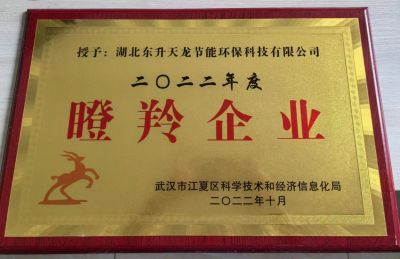 授予：湖北东升天龙节能环保科技有限公司
二〇二二年度
瞪羚企业
武汉市江夏区科学技术和经济信息化局
二〇二二年十月